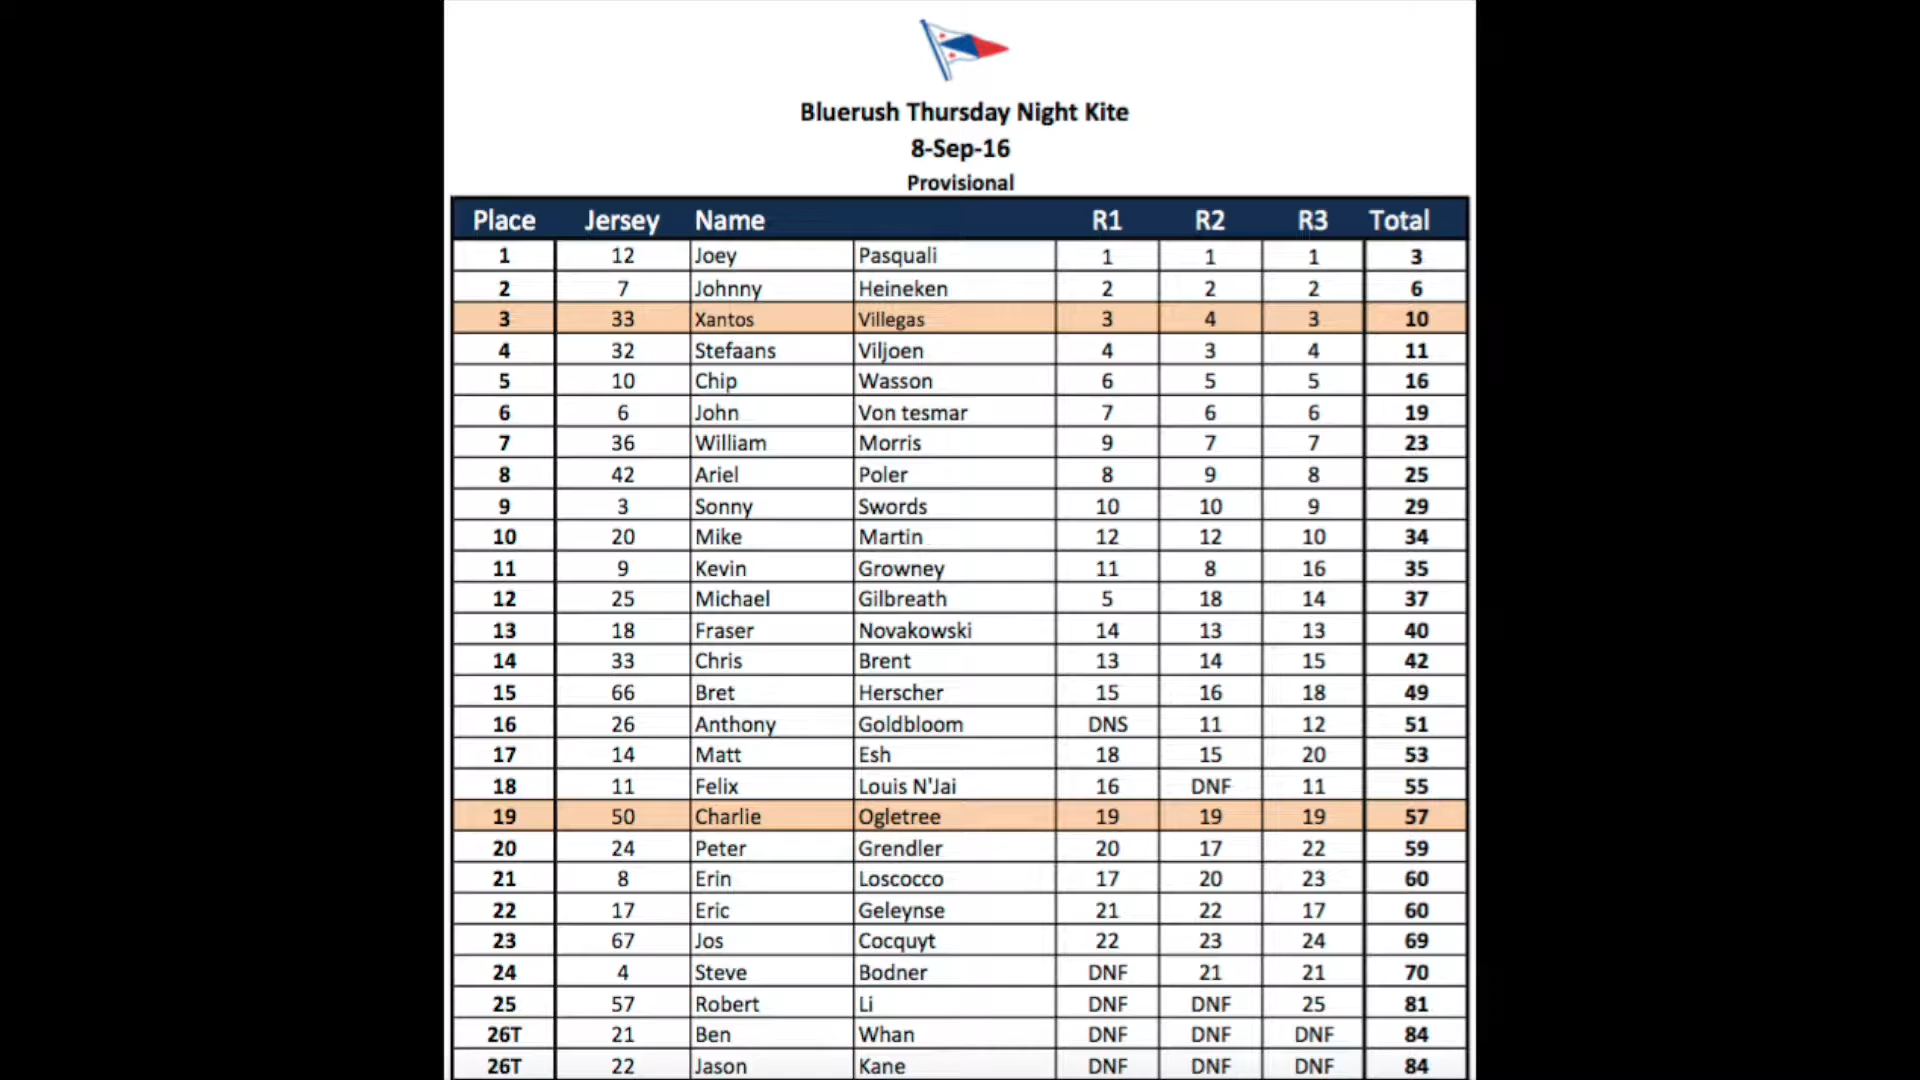 Bluerush Thursday Night Kite
8-Sep-16
Provisional
Place Jersey Name R1 R2 R3 Total
1 12 Joey Pasquali 1 1 1 3
2 7 Johnny Heineken 2 2 2 6
3 33 Xantos Villegas 3 4 3 10
4 32 Stefaans Viljoen 4 3 4 11
5 10 Chip Wasson 6 5 5 16
6 6 John Von tesmar 7 6 6 19
7 36 William Morris 9 7 7 23
8 42 Ariel Poler 8 9 8 25
9 3 Sonny Swords 10 10 9 29
10 20 Mike Martin 12 12 10 34
11 9 Kevin Growney 11 8 16 35
12 25 Michael Gilbreath 5 18 14 37
13 18 Fraser Novakowski 14 13 13 40
14 33 Chris Brent 13 14 15 42
15 66 Bret Herscher 15 16 18 49
16 26 Anthony Goldbloom DNS 11 12 51
17 14 Matt Esh 18 15 20 53
18 11 Felix Louis N'Jai 16 DNF 11 55
19 50 Charlie Ogletree 19 19 19 57
20 24 Peter Grendler 20 17 22 59
21 8 Erin Loscocco 17 20 23 60
22 17 Eric Geleynse 21 22 17 60
23 67 Jos Cocquyt 22 23 24 69
24 4 Steve Bodner DNF 21 21 70
25 57 Robert Li DNF DNF 25 81
26T 21 Ben Whan DNF DNF DNF 84
26T 22 Jason Kane DNF DNF DNF 84